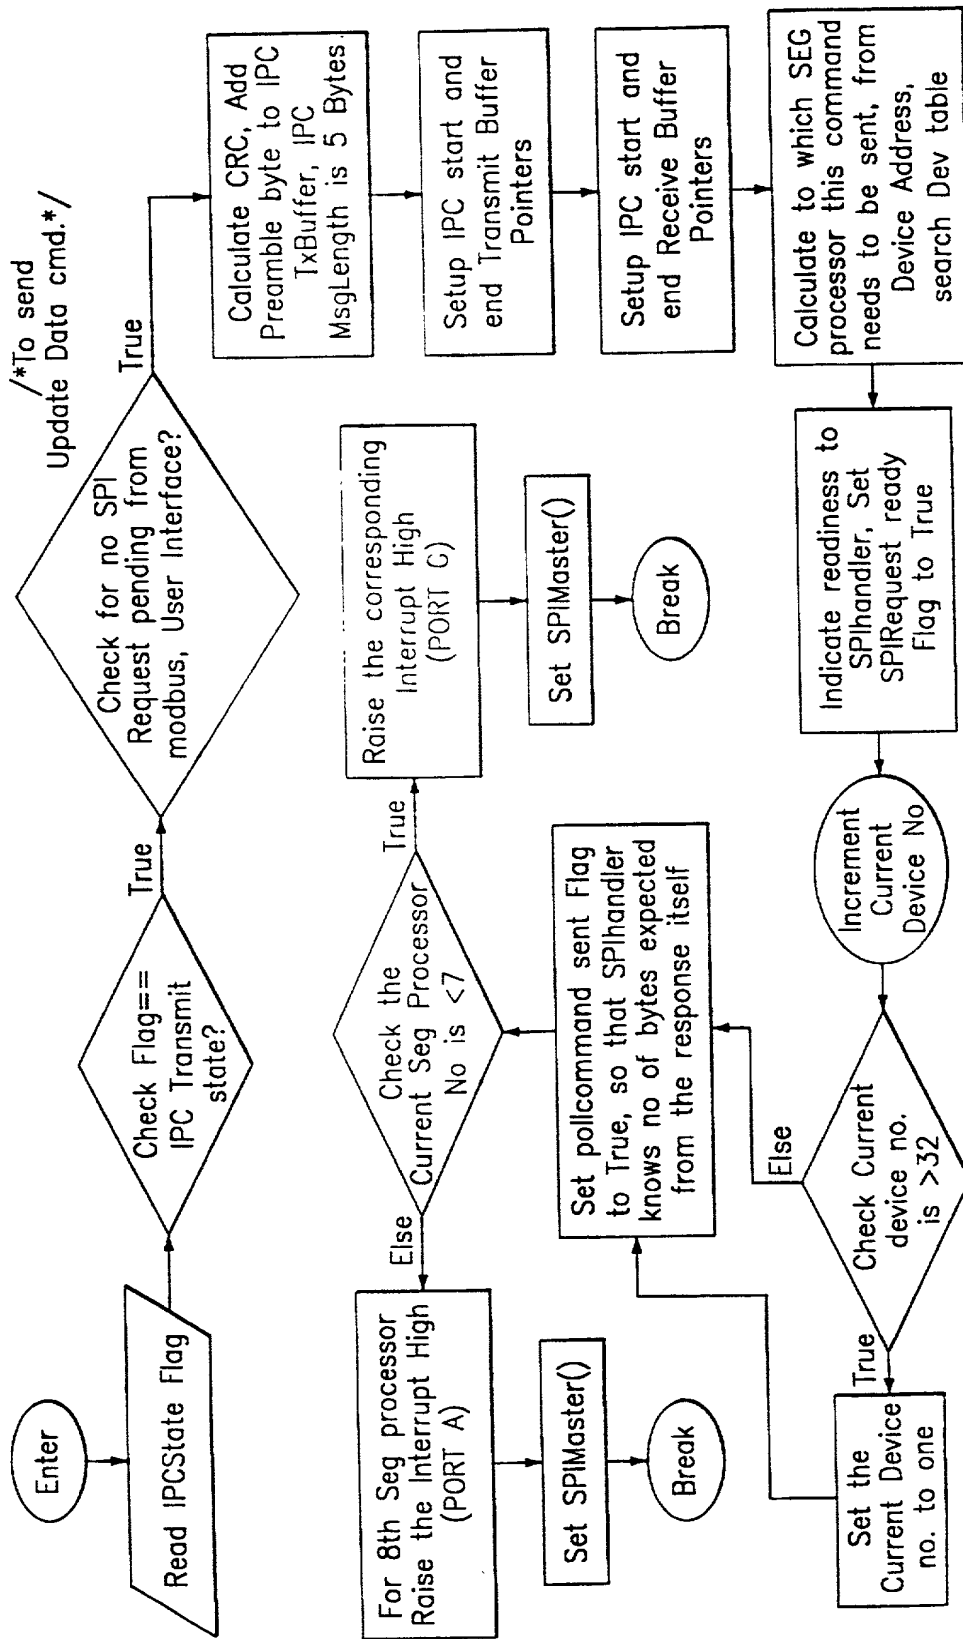 Enter
Read IPCState Flag
Check Flag==
IPC Transmit
state?
True
Check for no SPI
Request pending from
modbus, User Interface?
True
/*To send
Update Data cmd.*/
Calculate CRC, Add
Preamble byte to IPC
TxBuffer, IPC
MsgLength is 5 Bytes.
Setup IPC start and
end Transmit Buffer
Pointers
Setup IPC start and
end Receive Buffer
Pointers
Calculate to which SEG
processor this command
needs to be sent, from
Device Address,
search Dev table
Indicate readiness to
SPIhandler, Set
SPIRequest ready
Flag to True
Increment
Current
Device No
Check Current
device no.
is >32
Else
True
Set the
Current Device
no. to one
Set pollcommand sent Flag
to True, so that SPIhandler
knows no of bytes expected
from the response itself
Check the
Current Seg Processor
No is <7
True
Raise the corresponding
Interrupt High
(PORT C)
Set SPIMaster()
Break
Else
For 8th Seg processor
Raise the Interrupt High
(PORT A)
Set SPIMaster()
Break